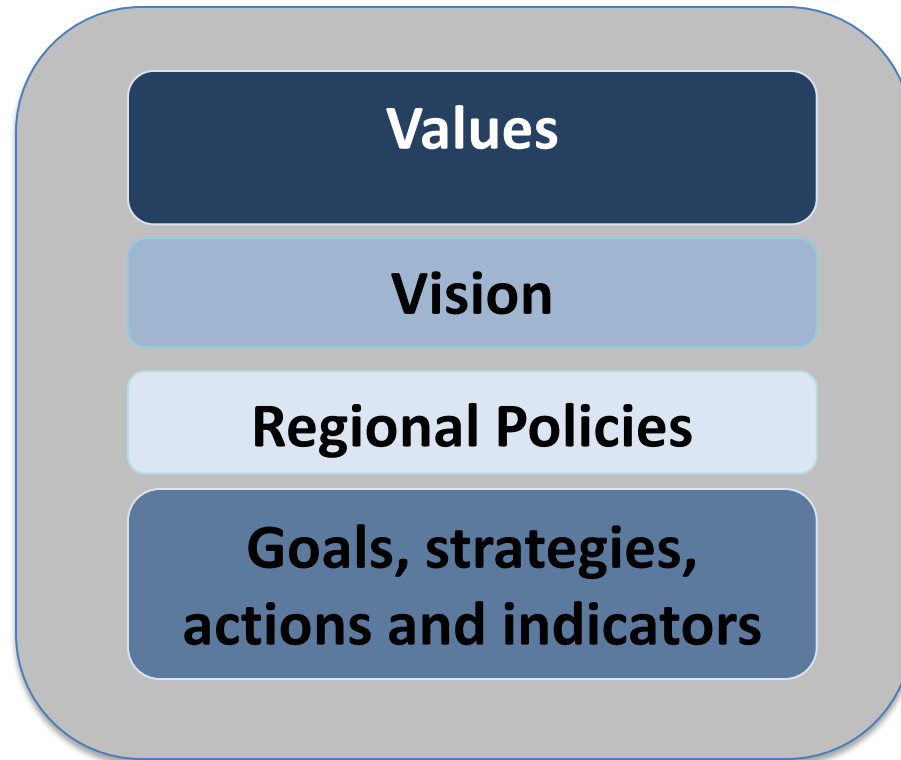 Values
Vision
Regional Policies
Goals, strategies,
actions and indicators